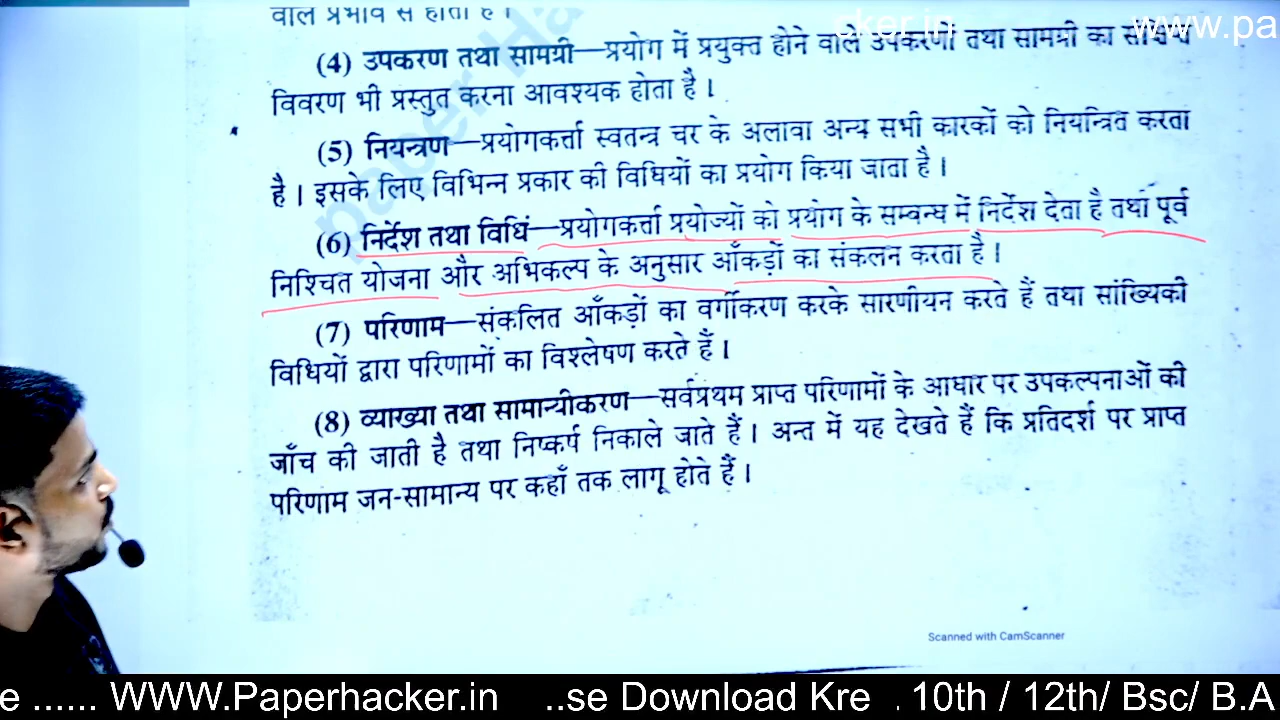 sker.in www.pa
वाले प्रभाव से होता है।
(4) उपकरण तथा सामग्री—प्रयोग में प्रयुक्त होने वाले उपकरणों तथा सामग्री का
विवरण भी प्रस्तुत करना आवश्यक होता है।
(5) नियन्त्रण—प्रयोगकर्त्ता स्वतन्त्र चर के अलावा अन्य सभी कारकों को नियन्त्रित करता
है। इसके लिए विभिन्न प्रकार की विधियों का प्रयोग किया जाता है।
(6) निर्देश तथा विधि—प्रयोगकर्त्ता प्रयोज्यों को प्रयोग के सम्बन्ध में निर्देश देता है तथा पूर्व
निश्चित योजना और अभिकल्प के अनुसार आँकड़ों का संकलन करता है।
(7) परिणाम—संकलित आँकड़ों का वर्गीकरण करके सारणीयन करते हैं तथा सांख्यिकी
विधियों द्वारा परिणामों का विश्लेषण करते हैं।
(8) व्याख्या तथा सामान्यीकरण—सर्वप्रथम प्राप्त परिणामों के आधार पर उपकल्पनाओं की
जाँच की जाती है तथा निष्कर्ष निकाले जाते हैं। अन्त में यह देखते हैं कि प्रतिदर्श पर प्राप्त
परिणाम जन-सामान्य पर कहाँ तक लागू होते हैं।
Scanned with CamScanner
e ...... WWW.Paperhacker.in ..se Download Kre . 10th / 12th/ Bsc/ B.A